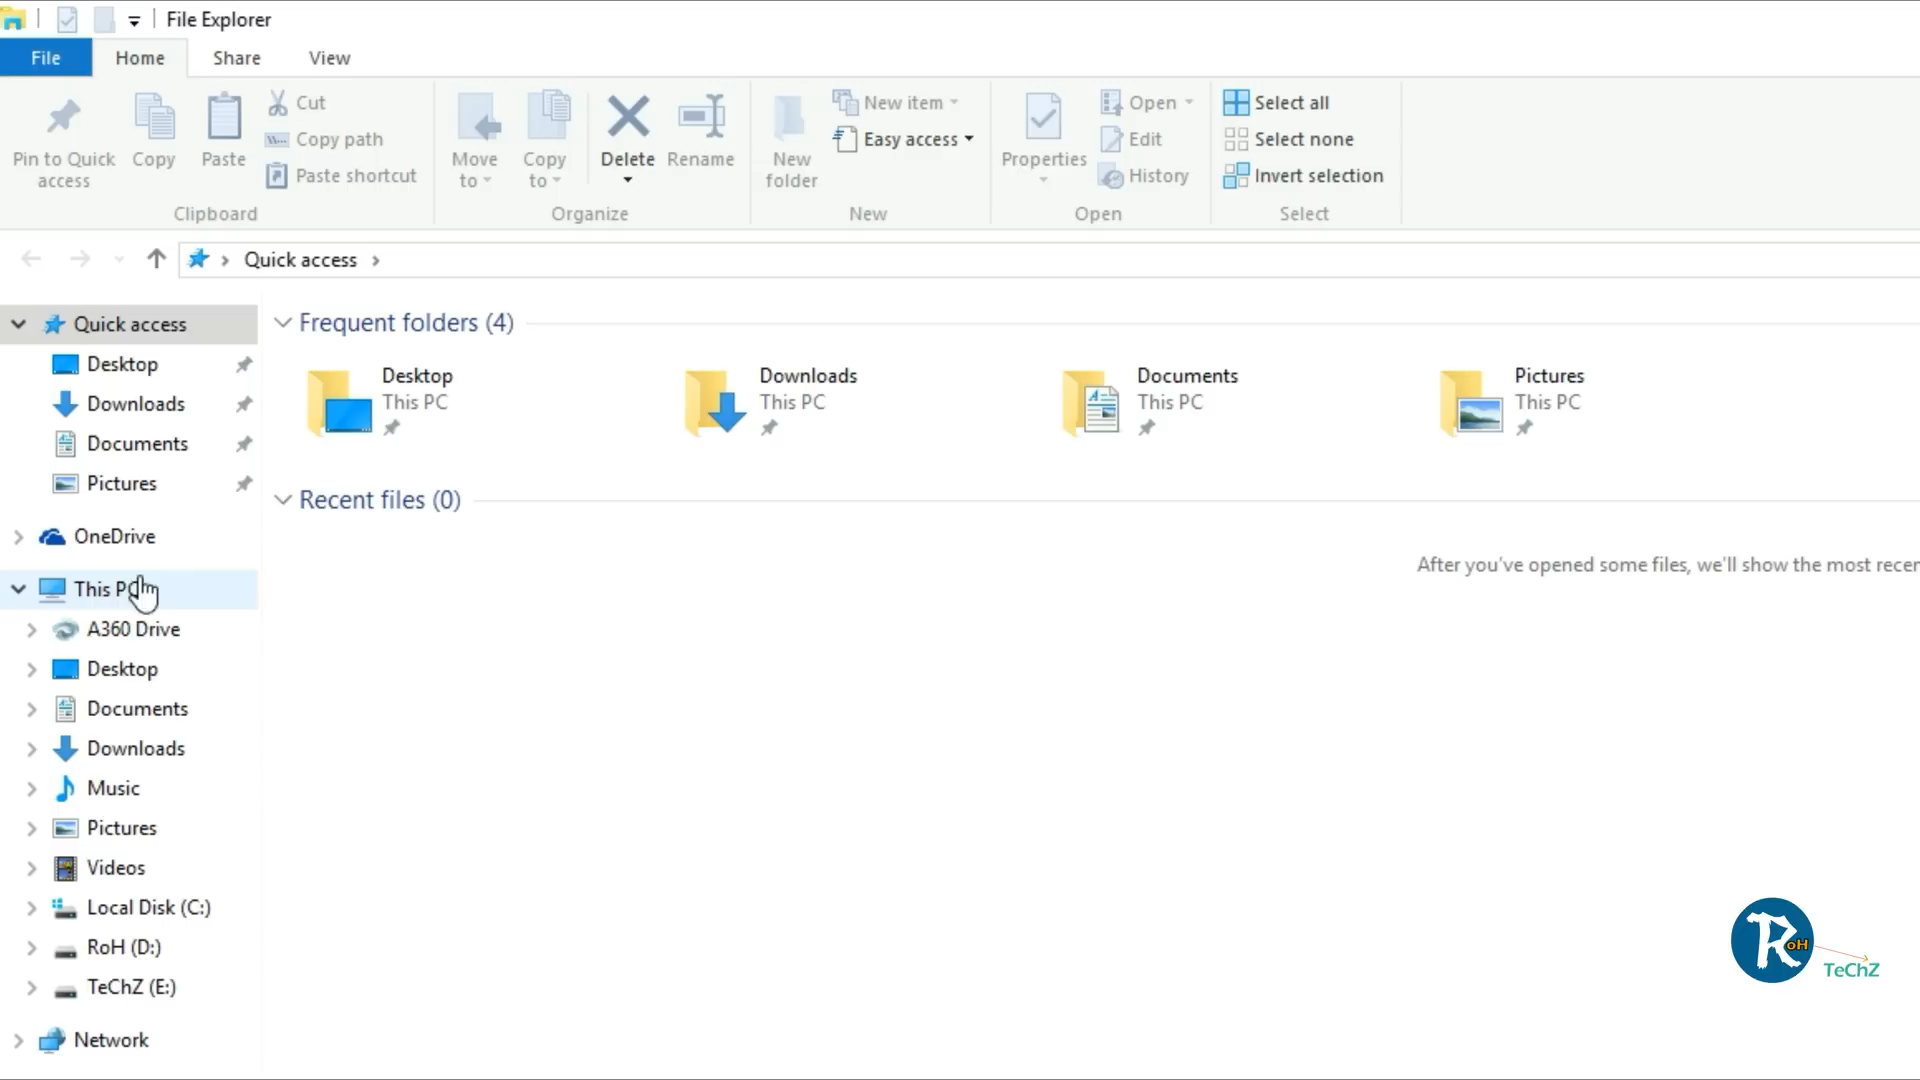 File Explorer
File Home Share View
Pin to Quick access
Copy
Paste
Cut
Copy path
Paste shortcut
Clipboard
Move to
Copy to
Delete
Rename
Organize
New folder
New item
Easy access
New
Properties
Open
Edit
History
Open
Select all
Select none
Invert selection
Select
Quick access
Quick access
Desktop
Downloads
Documents
Pictures
OneDrive
This PC
A360 Drive
Desktop
Documents
Downloads
Music
Pictures
Videos
Local Disk (C:)
RoH (D:)
TeChZ (E:)
Network
Frequent folders (4)
Desktop
This PC
Downloads
This PC
Documents
This PC
Pictures
This PC
Recent files (0)
After you've opened some files, we'll show the most recen
RoH
TeChZ